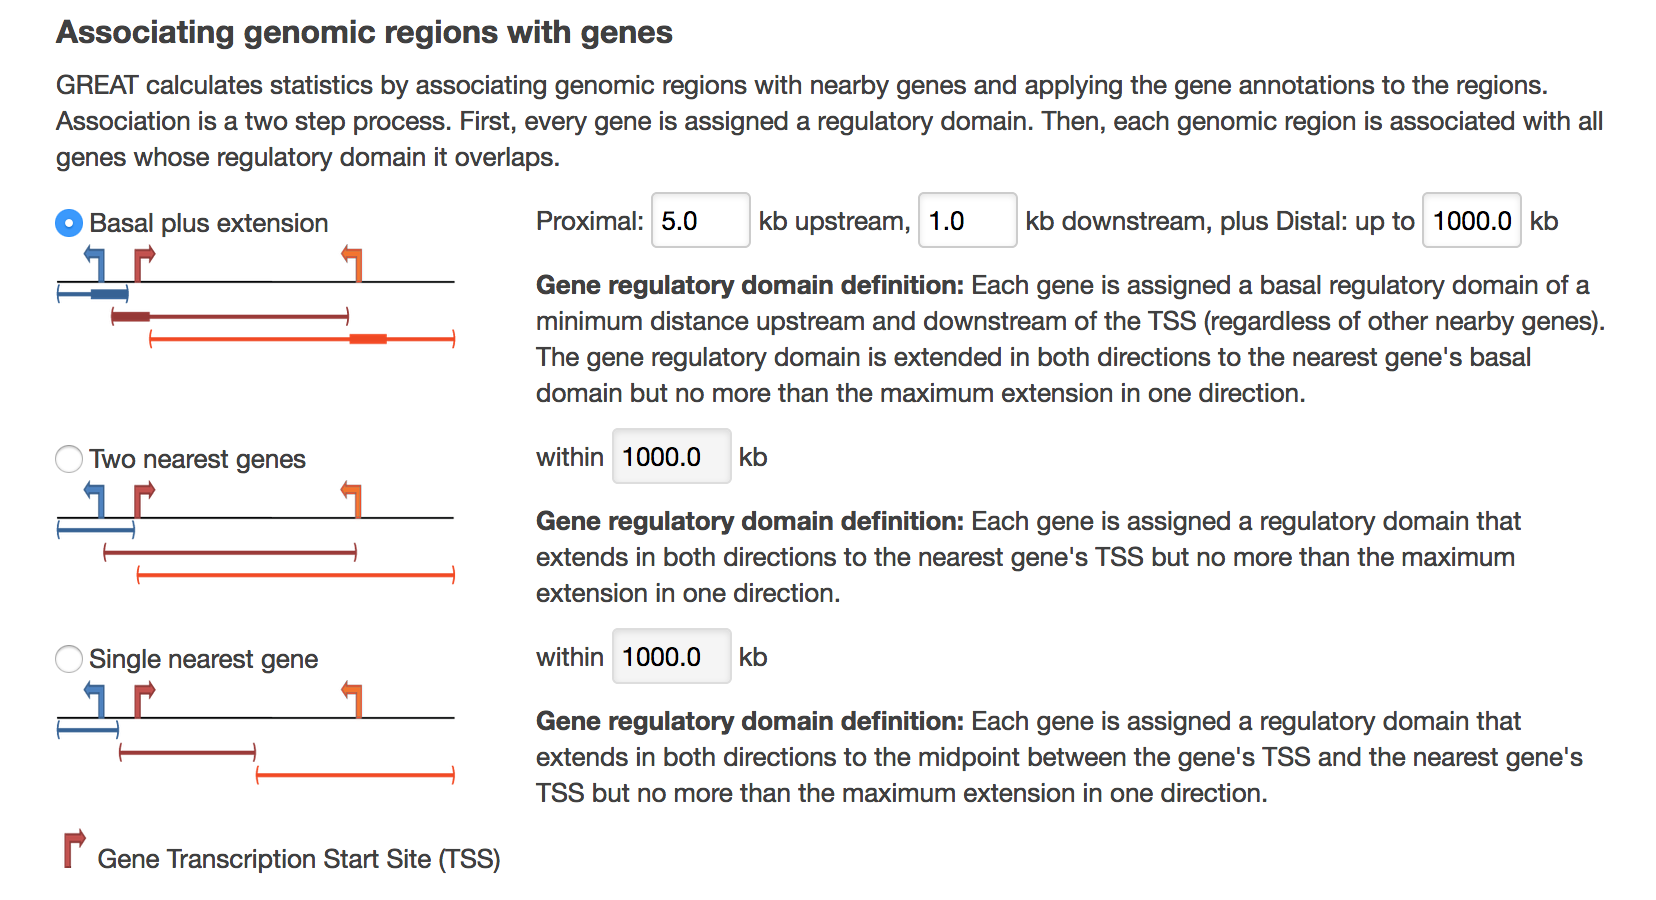 Associating genomic regions with genes
GREAT calculates statistics by associating genomic regions with nearby genes and applying the gene annotations to the regions.
Association is a two step process. First, every gene is assigned a regulatory domain. Then, each genomic region is associated with all
genes whose regulatory domain it overlaps.
Basal plus extension
Proximal: 5.0 kb upstream, 1.0 kb downstream, plus Distal: up to 1000.0 kb
Gene regulatory domain definition: Each gene is assigned a basal regulatory domain of a
minimum distance upstream and downstream of the TSS (regardless of other nearby genes).
The gene regulatory domain is extended in both directions to the nearest gene's basal
domain but no more than the maximum extension in one direction.
Two nearest genes
within 1000.0 kb
Gene regulatory domain definition: Each gene is assigned a regulatory domain that
extends in both directions to the nearest gene's TSS but no more than the maximum
extension in one direction.
Single nearest gene
within 1000.0 kb
Gene regulatory domain definition: Each gene is assigned a regulatory domain that
extends in both directions to the midpoint between the gene's TSS and the nearest gene's
TSS but no more than the maximum extension in one direction.
Gene Transcription Start Site (TSS)